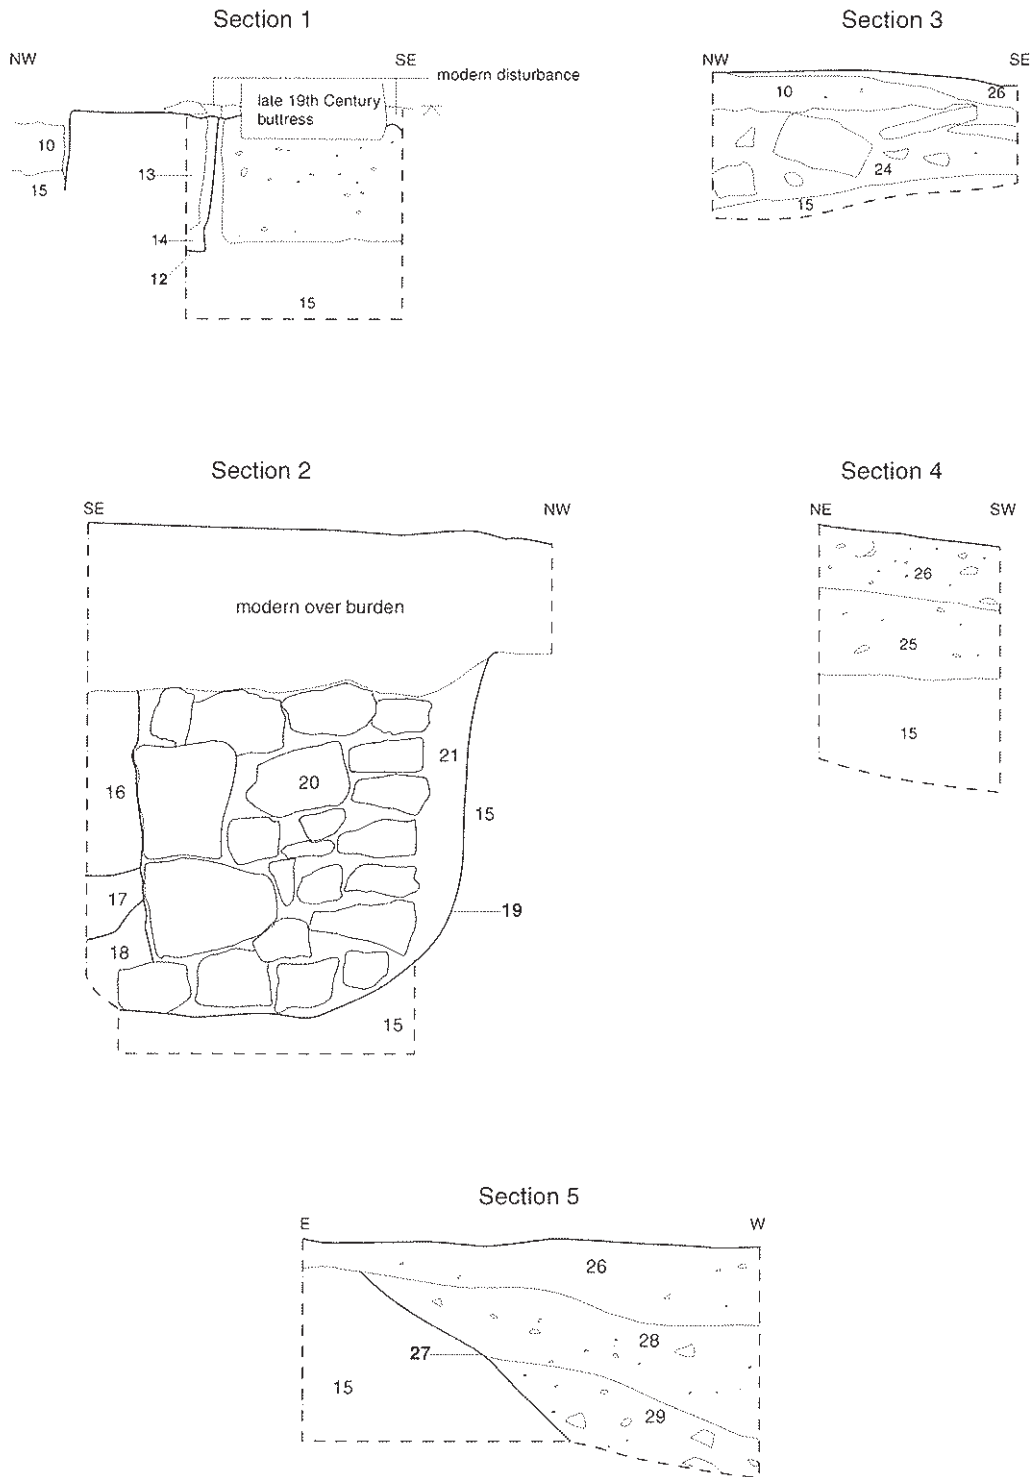 Section 1
NW
SE
modern disturbance
late 19th Century
buttress
10
13
15
14
12
15
Section 3
NW
SE
10
26
24
15
Section 2
SE
NW
modern over burden
21
16
20
15
17
19
18
15
Section 4
NE
SW
26
25
15
Section 5
E
W
26
28
27
15
29